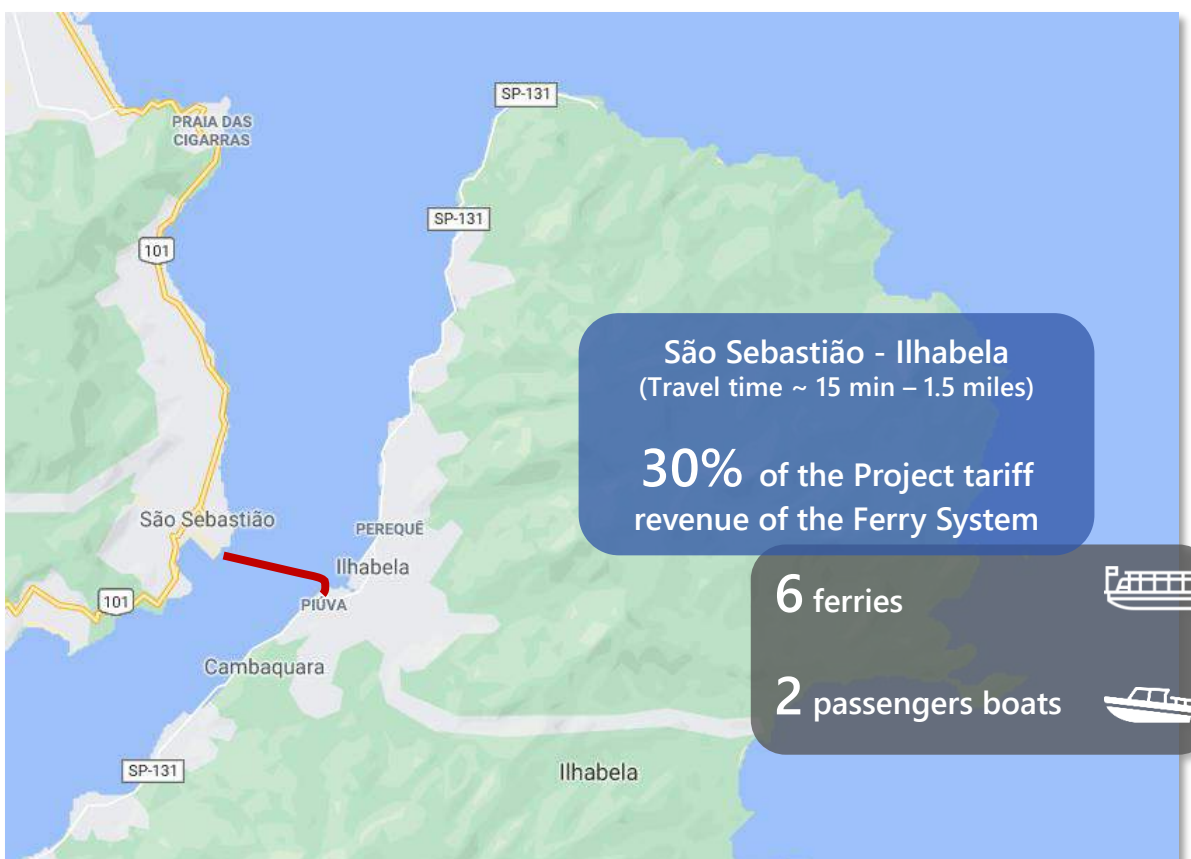 SP-131
PRAIA DAS
CIGARRAS
SP-131
101
São Sebastião - Ilhabela
(Travel time ~ 15 min – 1.5 miles)
30% of the Project tariff
revenue of the Ferry System
São Sebastião
PEREQUÊ
Ilhabela
101
PIÚVA
6 ferries
Cambaquara
2 passengers boats
SP-131
Ilhabela